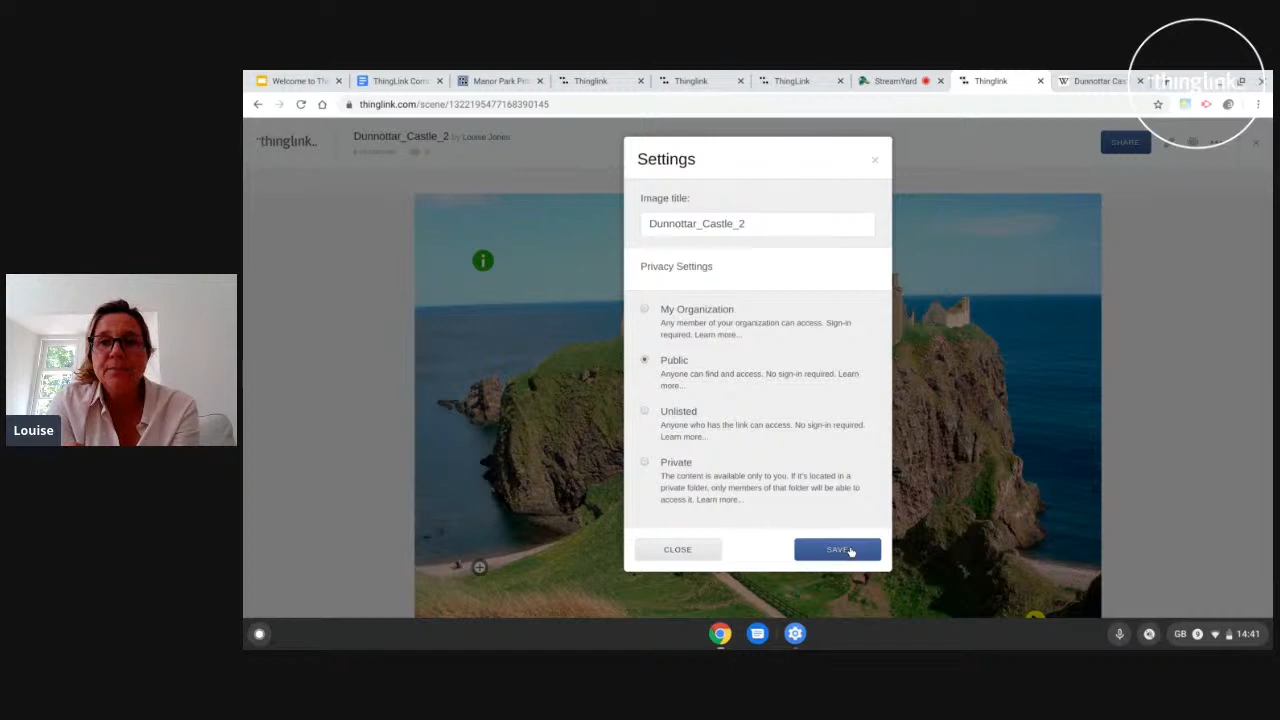 Welcome to Th
ThingLink Com
Manor Park Pri
Thinglink
Thinglink
ThingLink
StreamYard
Thinglink
Dunnottar Cas
thinglink
thinglink.com/scene/1322195477168390145
thinglink..
Dunnottar_Castle_2 by Louise Jones
SHARE
Settings
Image title:
Dunnottar_Castle_2
Privacy Settings
My Organization
Any member of your organization can access. Sign-in
required. Learn more...
Public
Anyone can find and access. No sign-in required. Learn
more...
Unlisted
Anyone who has the link can access. No sign-in required.
Learn more...
Private
The content is available only to you. If it's located in a
private folder, only members of that folder will be able to
access it. Learn more...
CLOSE
SAVE
Louise
GB
14:41